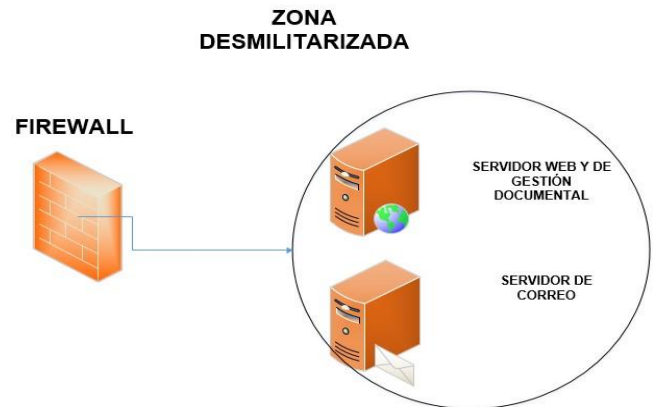 ZONA
DESMILITARIZADA
FIREWALL
SERVIDOR WEB Y DE
GESTIÓN
DOCUMENTAL
SERVIDOR DE
CORREO